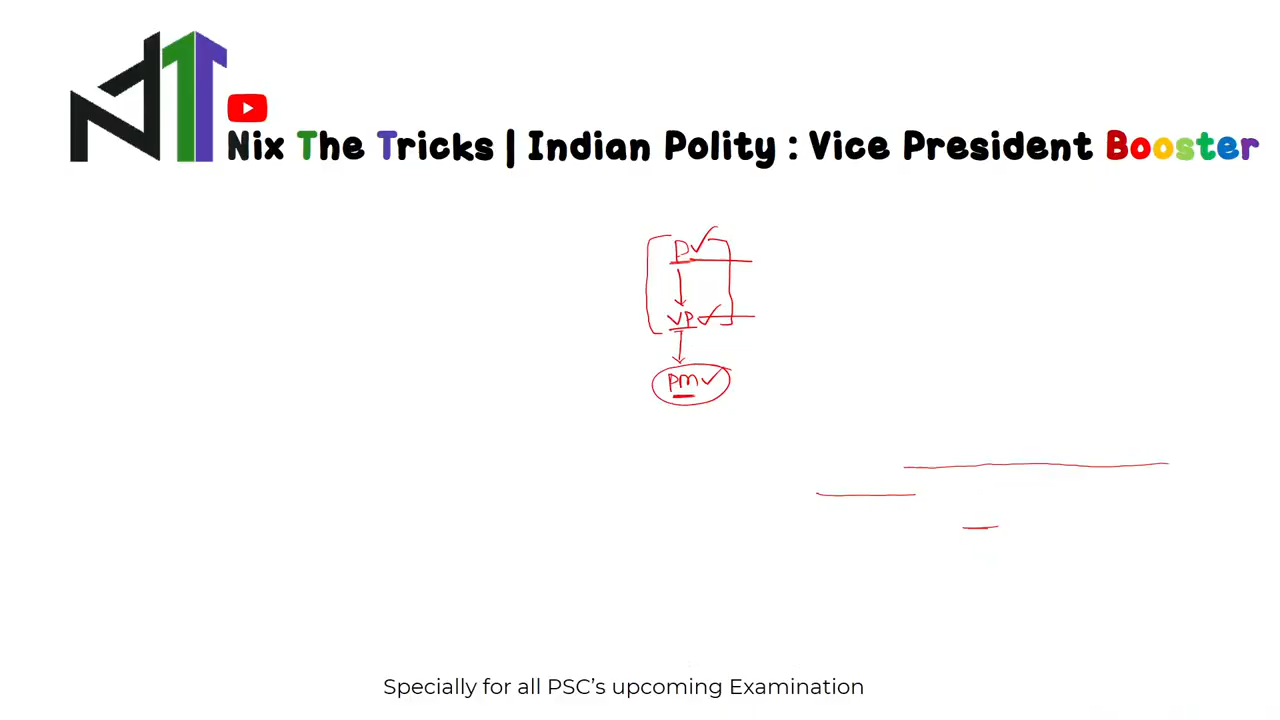 Nix The Tricks | Indian Polity : Vice President Booster
P
VP
PM
Specially for all PSC’s upcoming Examination